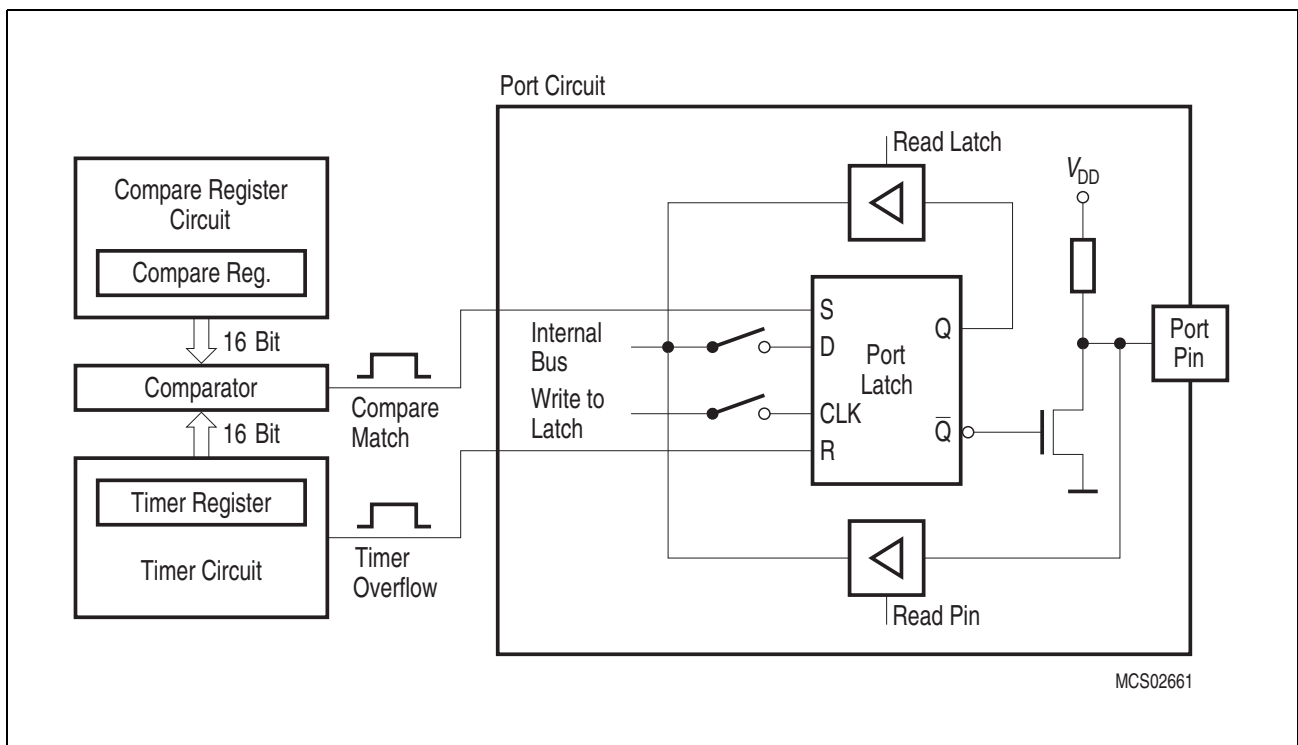 Port Circuit
Read Latch
V_DD
Compare Register
Circuit
Compare Reg.
16 Bit
Comparator
16 Bit
Timer Register
Timer Circuit
Compare
Match
Timer
Overflow
Internal
Bus
Write to
Latch
S
D
CLK
R
Port
Latch
Q
Q̅
Port
Pin
Read Pin
MCS02661